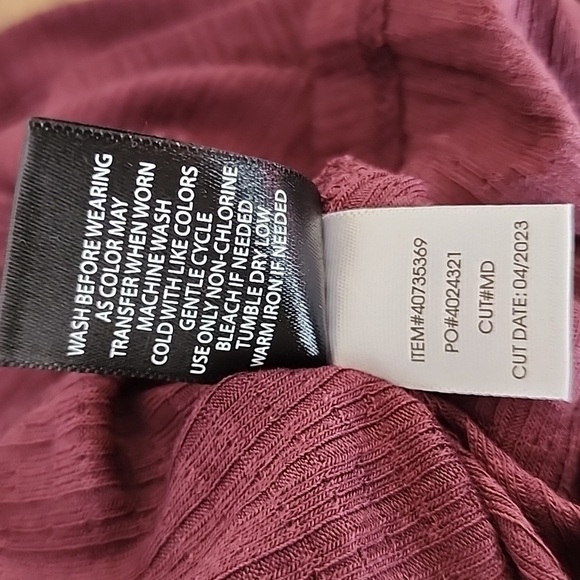 WASH BEFORE WEARING
AS COLOR MAY
TRANSFER WHEN WORN
MACHINE WASH
COLD WITH LIKE COLORS
GENTLE CYCLE
USE ONLY NON-CHLORINE
BLEACH IF NEEDED
TUMBLE DRY LOW
WARM IRON IF NEEDED
ITEM#40735369
PO#4024321
CUT#MD
CUT DATE: 04/2023